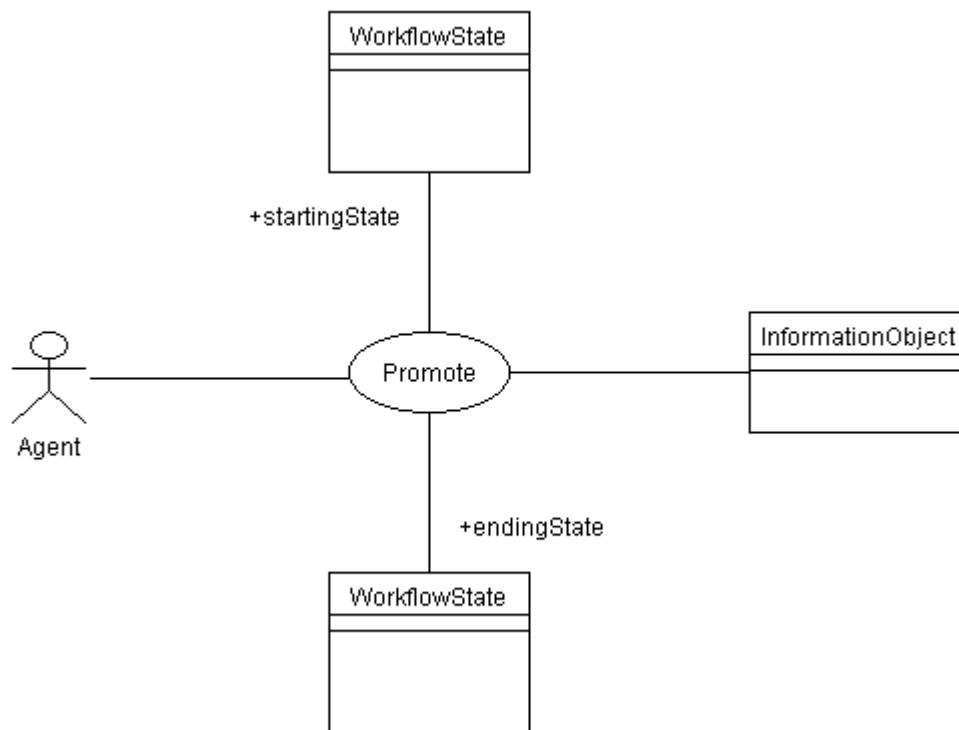 WorkflowState
+startingState
InformationObject
Promote
Agent
+endingState
WorkflowState